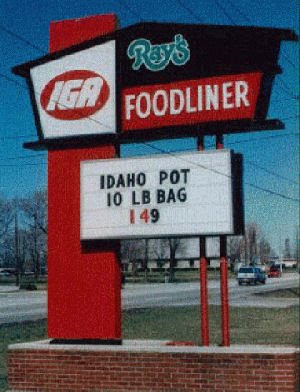 IGA
Ray's
FOODLINER
IDAHO POT
10 LB BAG
149